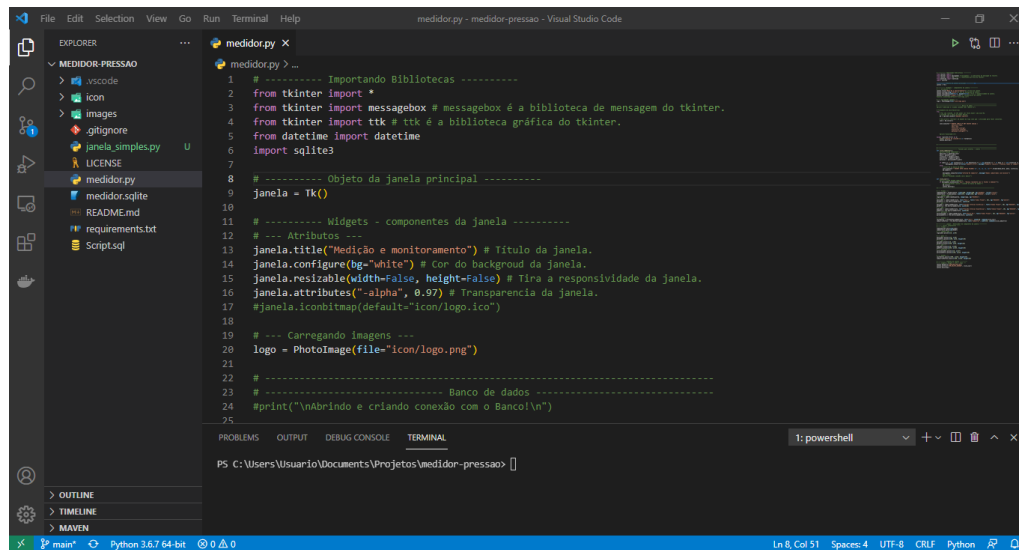 File Edit Selection View Go Run Terminal Help medidor.py - medidor-pressao - Visual Studio Code
EXPLORER
MEDIDOR-PRESSAO
.vscode
icon
images
.gitignore
janela_simples.py U
LICENSE
medidor.py
medidor.sqlite
README.md
requirements.txt
Script.sql
OUTLINE
TIMELINE
MAVEN
1
medidor.py
medidor.py > ...
1 # ---------- Importando Bibliotecas ----------
2 from tkinter import *
3 from tkinter import messagebox # messagebox é a biblioteca de mensagem do tkinter.
4 from tkinter import ttk # ttk é a biblioteca gráfica do tkinter.
5 from datetime import datetime
6 import sqlite3
7
8 # ---------- Objeto da janela principal ----------
9 janela = Tk()
10
11 # ---------- Widgets - componentes da janela ----------
12 # --- Atributos ---
13 janela.title("Medição e monitoramento") # Título da janela.
14 janela.configure(bg="white") # Cor do backgroud da janela.
15 janela.resizable(width=False, height=False) # Tira a responsividade da janela.
16 janela.attributes("-alpha", 0.97) # Transparencia da janela.
17 #janela.iconbitmap(default="icon/logo.ico")
18
19 # --- Carregando imagens ---
20 logo = PhotoImage(file="icon/logo.png")
21
22 # --------------------------------------------------------------------------
23 # ----------------------------- Banco de dados -----------------------------
24 #print("\nAbrindo e criando conexão com o Banco!\n")
25
PROBLEMS OUTPUT DEBUG CONSOLE TERMINAL 1: powershell
PS C:\Users\Usuario\Documents\Projetos\medidor-pressao>
main* Python 3.6.7 64-bit 0 0 Ln 8, Col 51 Spaces: 4 UTF-8 CRLF Python